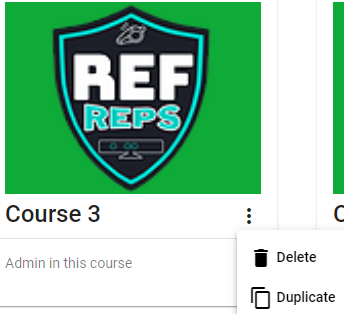 REF
REPS
Course 3
Admin in this course
Delete
Duplicate